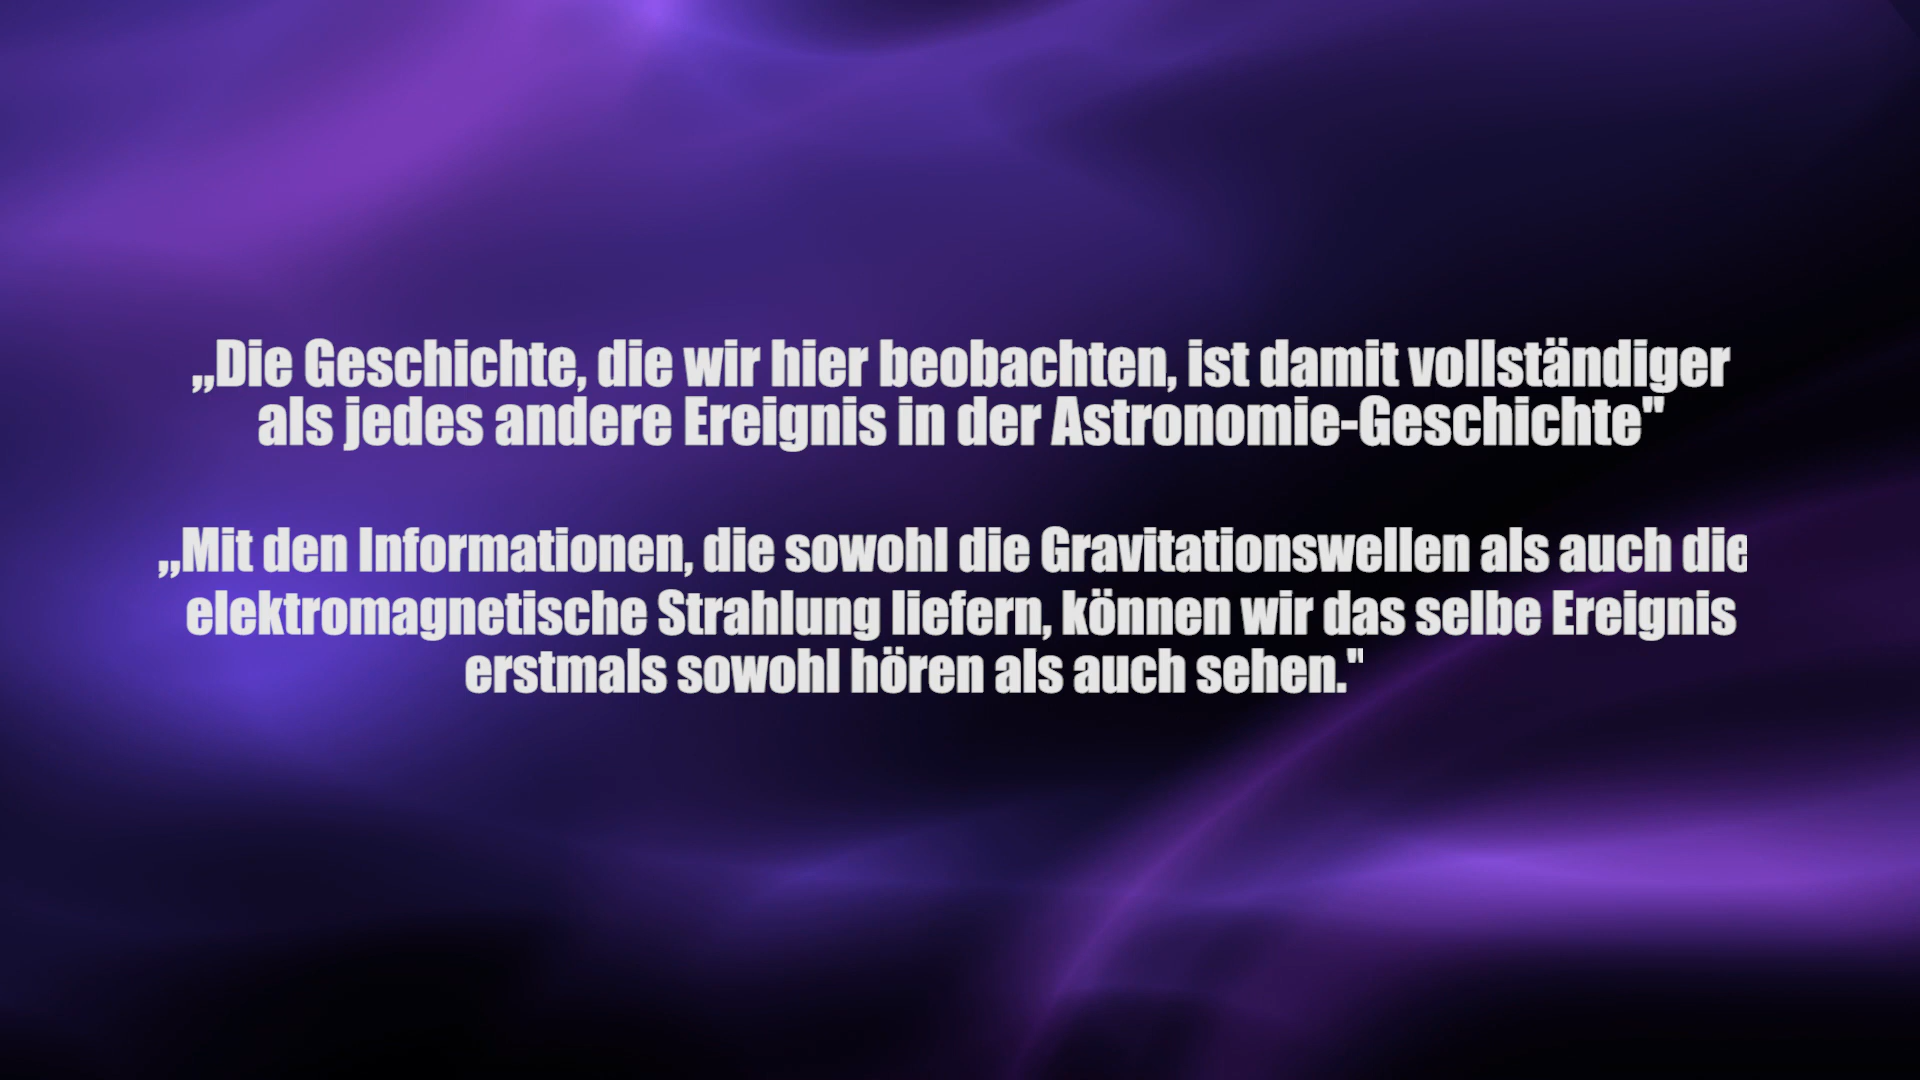 „Die Geschichte, die wir hier beobachten, ist damit vollständiger
als jedes andere Ereignis in der Astronomie-Geschichte"
„Mit den Informationen, die sowohl die Gravitationswellen als auch die
elektromagnetische Strahlung liefern, können wir das selbe Ereignis
erstmals sowohl hören als auch sehen."